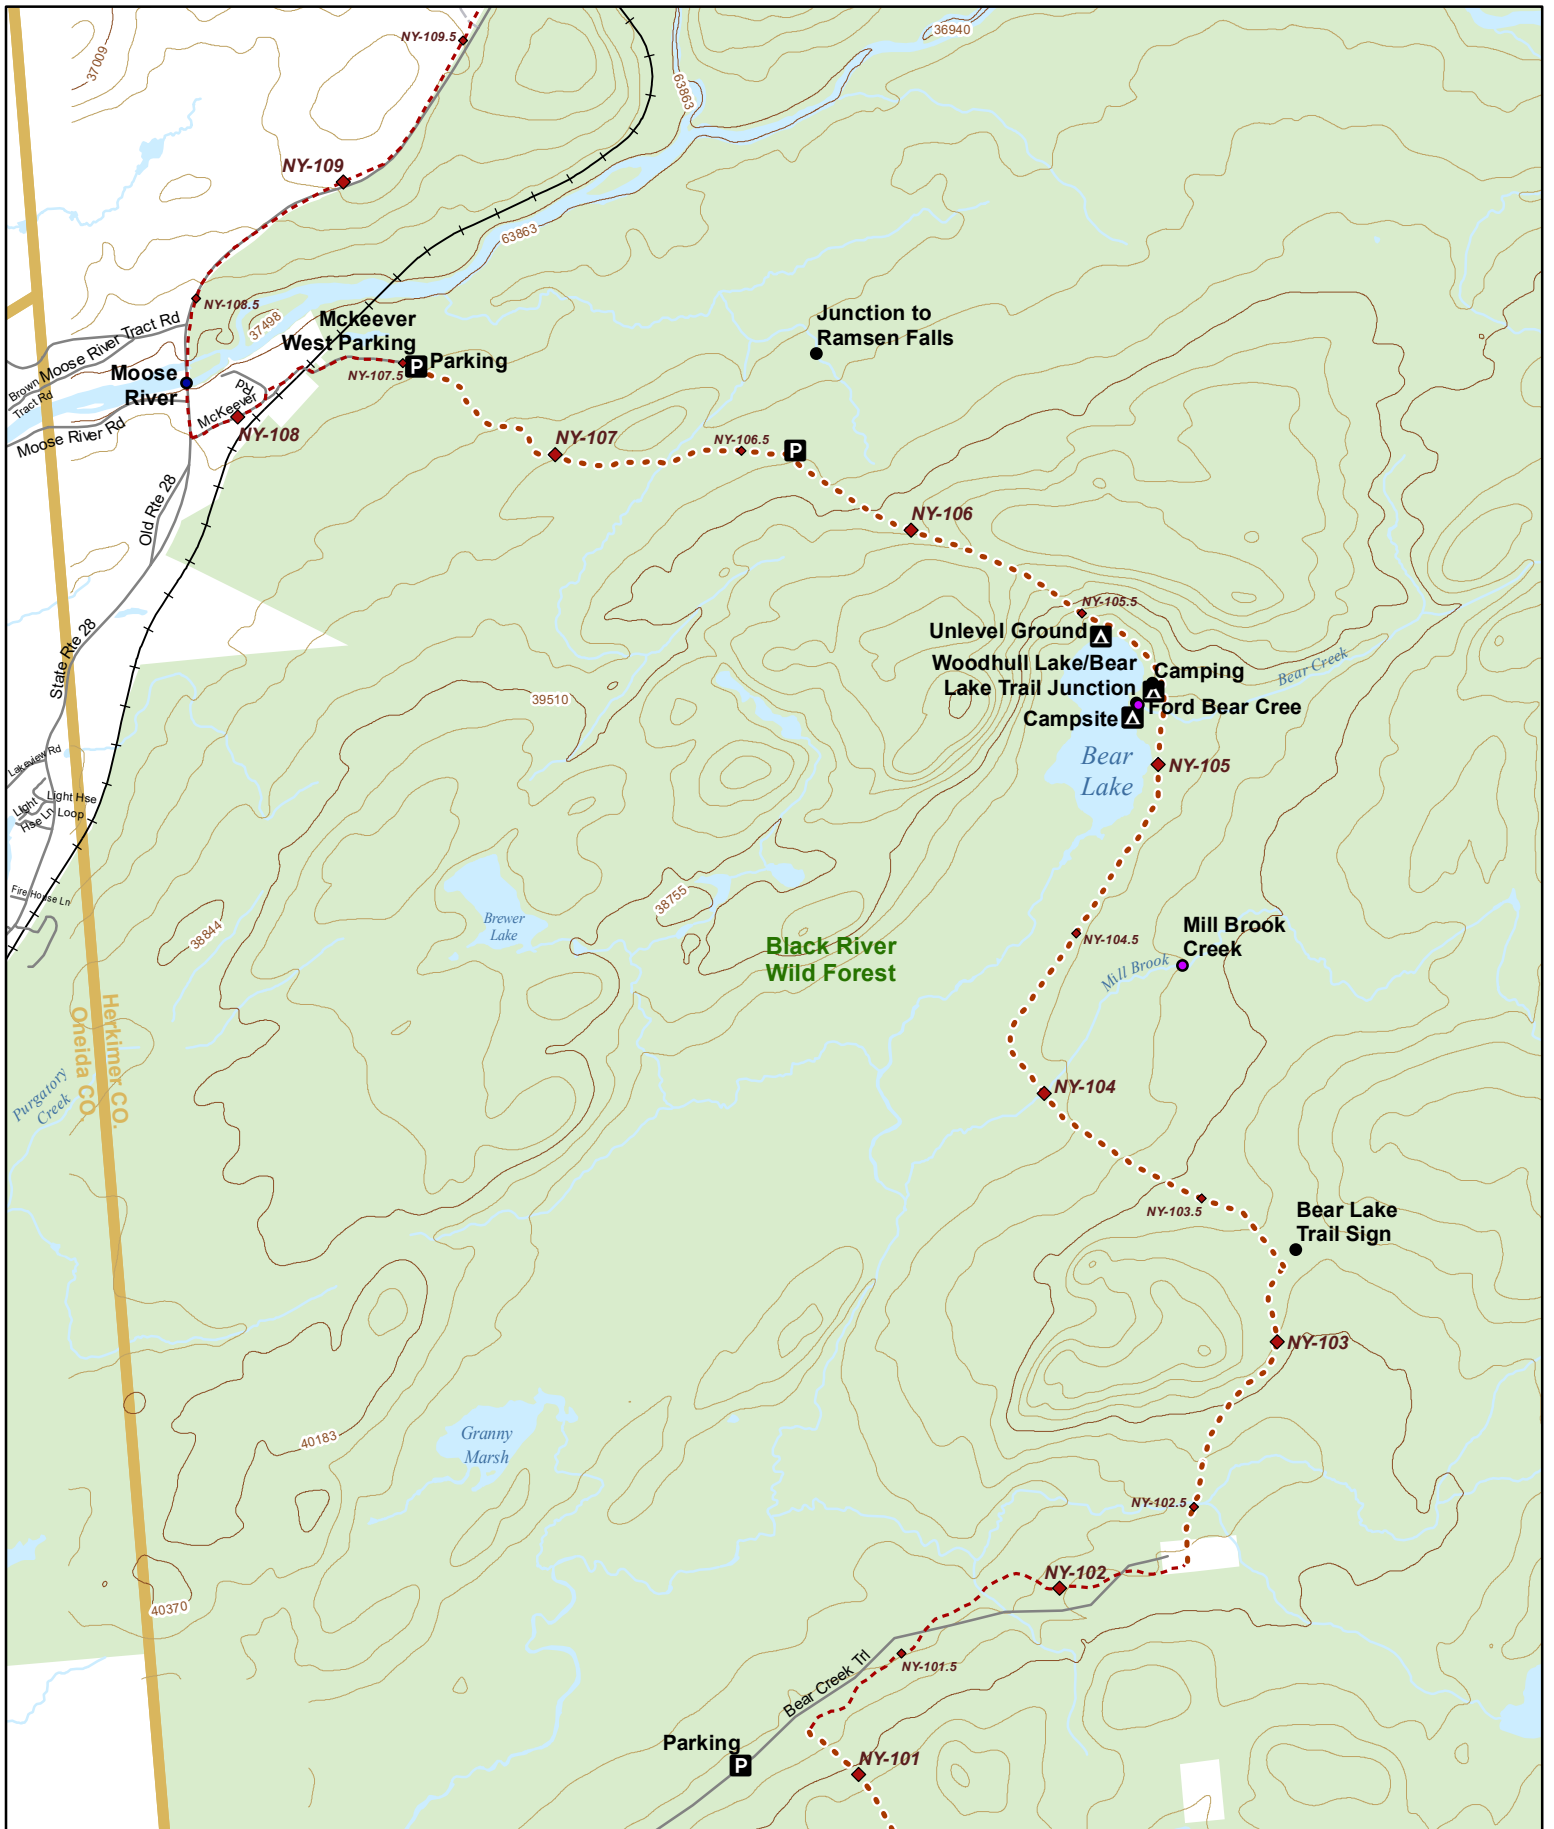 NY-109.5
36940
37009
63863
NY-109
63863
NY-108.5
37498
Brown
Tract Rd
Moose River Tract Rd
Mckeever
West Parking
P
Parking
NY-107.5
Junction to
Ramsen Falls
Moose
River
McKeever
Rd
NY-108
Moose River Rd
NY-107
NY-106.5
P
Old Rte 28
NY-106
NY-105.5
Unlevel Ground
State Rte 28
Woodhull Lake/Bear
Lake Trail Junction
Camping
Bear Creek
39510
Ford Bear Cree
Campsite
Bear
Lake
NY-105
Lakeview Rd
Light Hse
Loop
Light
Hse Ln
Fire House Ln
38755
38844
Brewer
Lake
Black River
Wild Forest
NY-104.5
Mill Brook
Creek
Mill Brook
Herkimer CO.
Oneida CO.
Purgatory
Creek
NY-104
NY-103.5
Bear Lake
Trail Sign
NY-103
40183
Granny
Marsh
NY-102.5
NY-102
40370
NY-101.5
Bear Creek Trl
Parking
P
NY-101